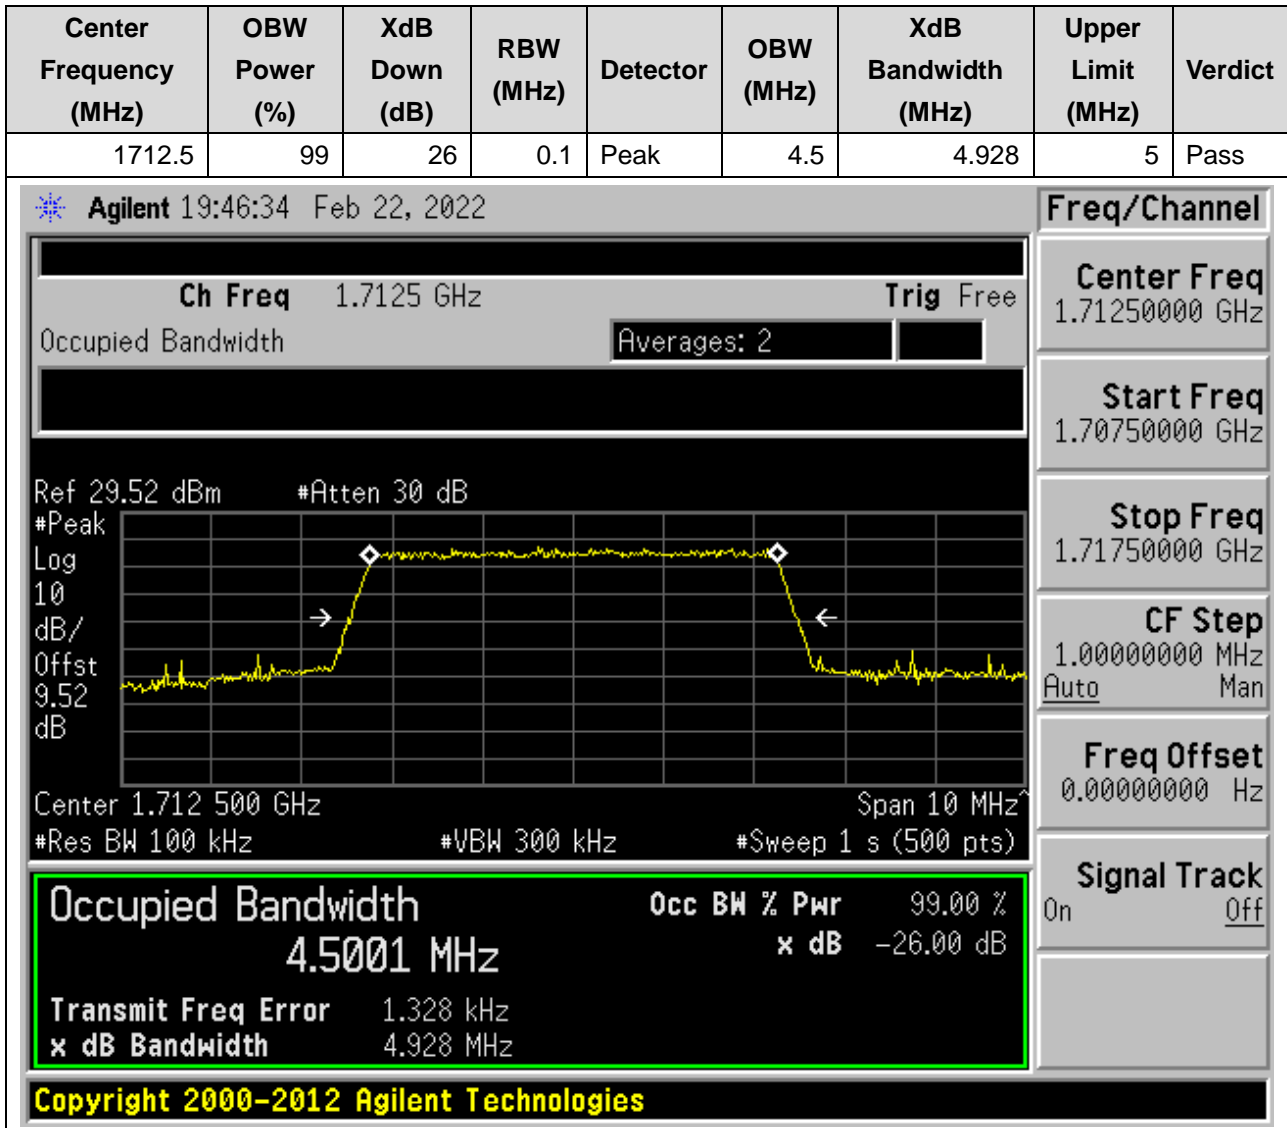 Center Frequency (MHz) OBW Power (%) XdB Down (dB) RBW (MHz) Detector OBW (MHz) XdB Bandwidth (MHz) Upper Limit (MHz) Verdict
1712.5 99 26 0.1 Peak 4.5 4.928 5 Pass
Agilent 19:46:34 Feb 22, 2022
Freq/Channel
Ch Freq 1.7125 GHz Trig Free
Occupied Bandwidth Averages: 2
Center Freq
1.71250000 GHz
Start Freq
1.70750000 GHz
Stop Freq
1.71750000 GHz
CF Step
1.00000000 MHz
Auto Man
Freq Offset
0.00000000 Hz
Signal Track
On Off
Ref 29.52 dBm #Atten 30 dB
#Peak
Log
10
dB/
Offst
9.52
dB
Center 1.712 500 GHz Span 10 MHz^
#Res BW 100 kHz #VBW 300 kHz #Sweep 1 s (500 pts)
Occupied Bandwidth Occ BW % Pwr 99.00 %
4.5001 MHz x dB -26.00 dB
Transmit Freq Error 1.328 kHz
x dB Bandwidth 4.928 MHz
Copyright 2000-2012 Agilent Technologies